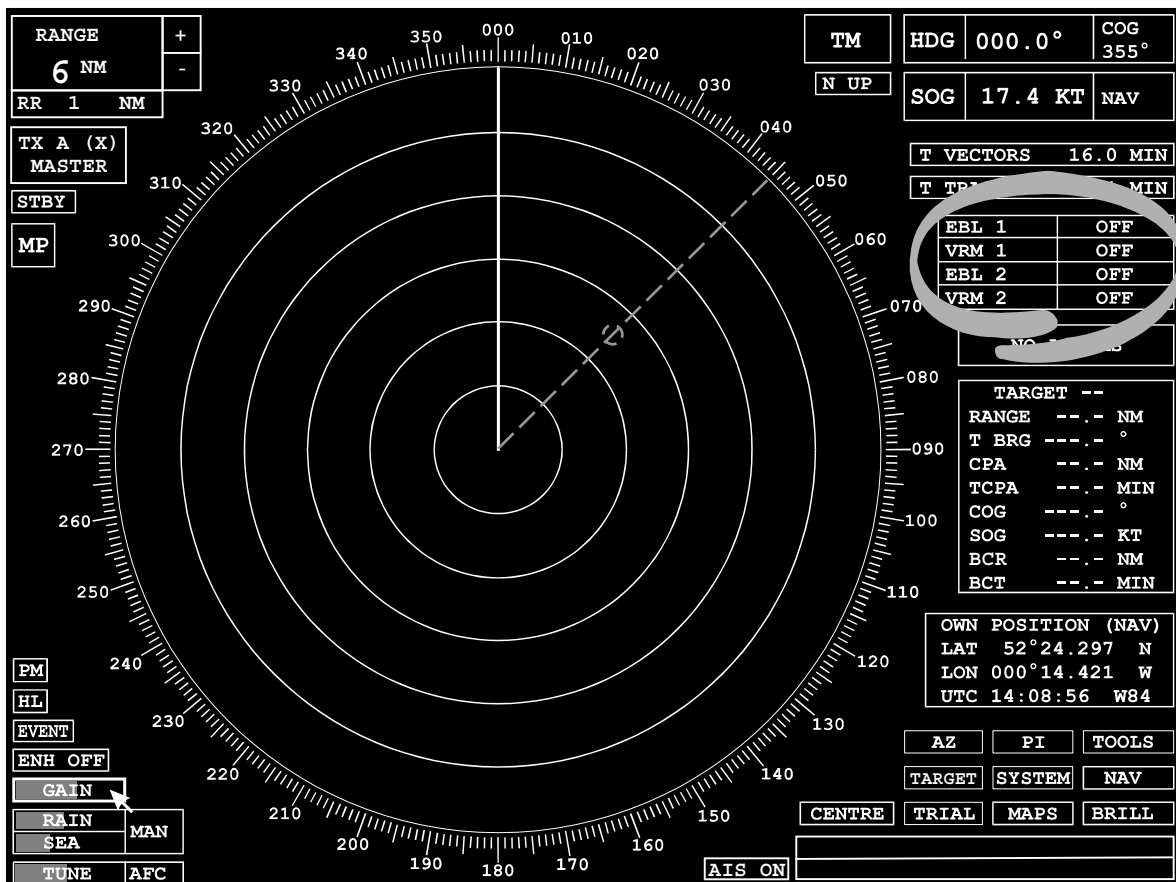 RANGE +
6 NM -
RR 1 NM
TX A (X)
MASTER
STBY
MP
000
010
020
030
040
050
060
070
080
090
100
110
120
130
140
150
160
170
180
190
200
210
220
230
240
250
260
270
280
290
300
310
320
330
340
350
TM
N UP
HDG 000.0° COG 355°
SOG 17.4 KT NAV
T VECTORS 16.0 MIN
T MIN
EBL 1 OFF
VRM 1 OFF
EBL 2 OFF
VRM 2 OFF
NO
TARGET --
RANGE --.- NM
T BRG ---.- °
CPA --.- NM
TCPA --.- MIN
COG ---.- °
SOG ---.- KT
BCR --.- NM
BCT --.- MIN
OWN POSITION (NAV)
LAT 52°24.297 N
LON 000°14.421 W
UTC 14:08:56 W84
PM
HL
EVENT
ENH OFF
GAIN
RAIN
SEA
MAN
TUNE AFC
AZ PI TOOLS
TARGET SYSTEM NAV
CENTRE TRIAL MAPS BRILL
AIS ON